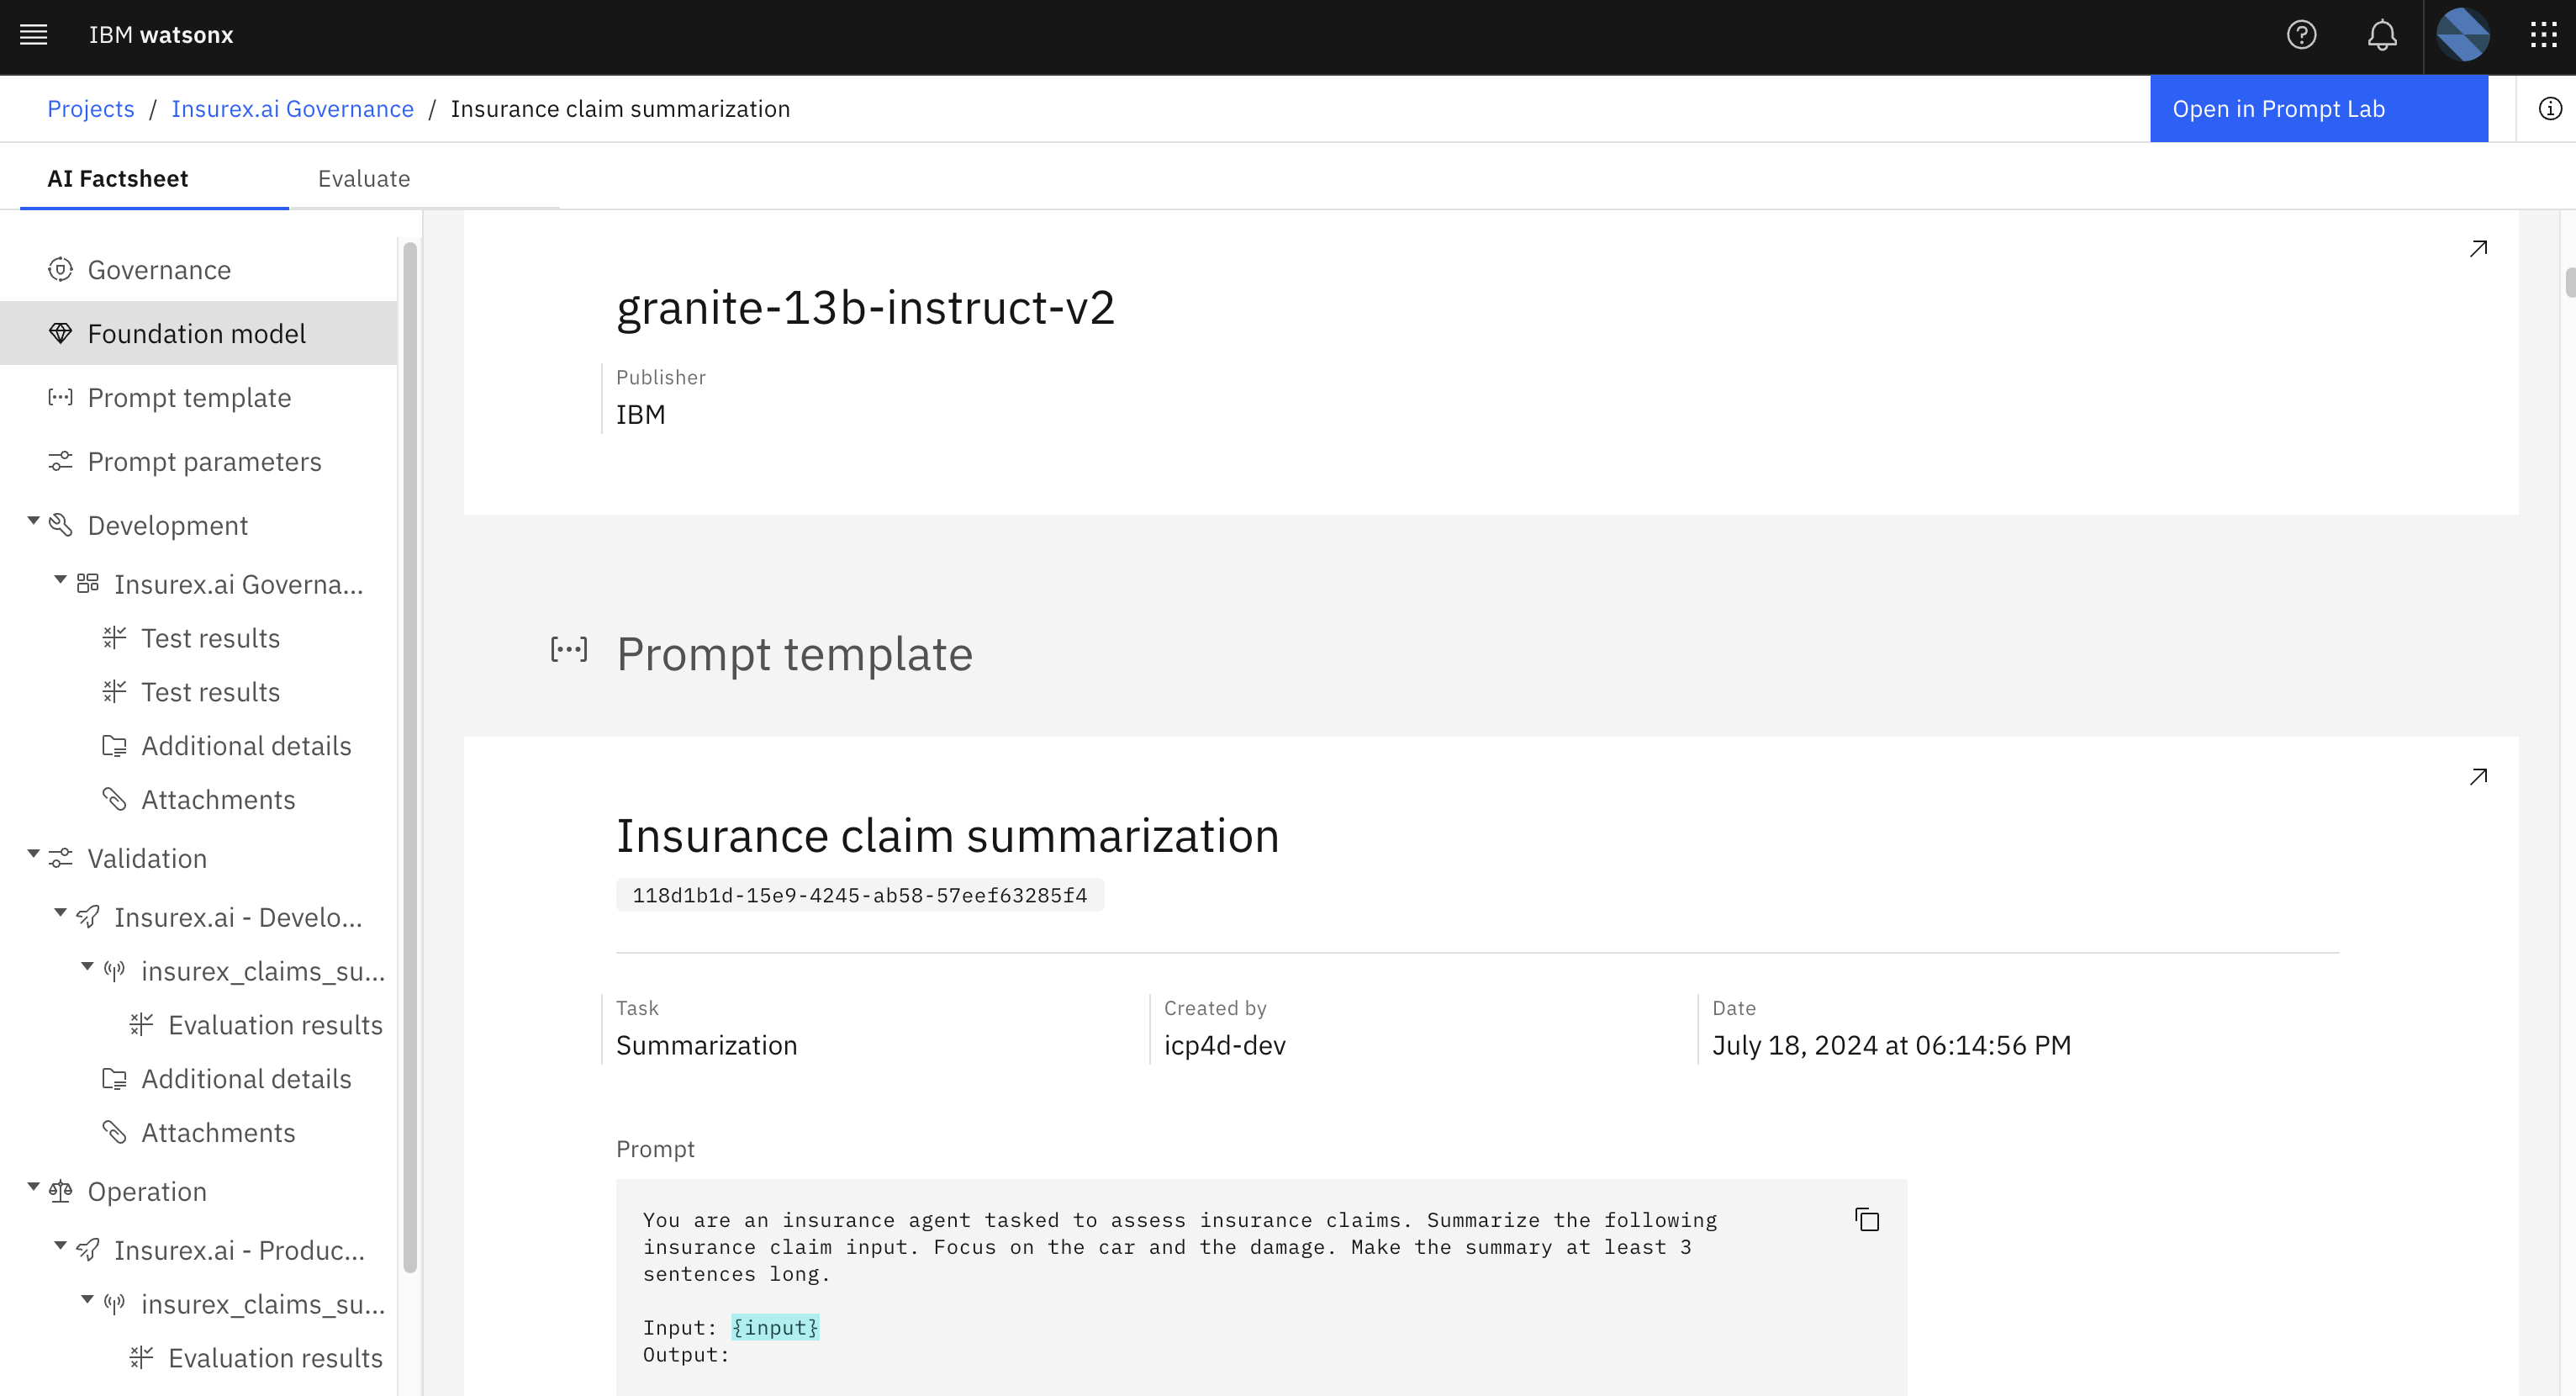 IBM watsonx
Projects / Insurex.ai Governance / Insurance claim summarization
Open in Prompt Lab
AI Factsheet
Evaluate
Governance
Foundation model
Prompt template
Prompt parameters
Development
Insurex.ai Governa...
Test results
Test results
Additional details
Attachments
Validation
Insurex.ai - Develo...
insurex_claims_su...
Evaluation results
Additional details
Attachments
Operation
Insurex.ai - Produc...
insurex_claims_su...
Evaluation results
granite-13b-instruct-v2
Publisher
IBM
Prompt template
Insurance claim summarization
118d1b1d-15e9-4245-ab58-57eef63285f4
Task
Summarization
Created by
icp4d-dev
Date
July 18, 2024 at 06:14:56 PM
Prompt
You are an insurance agent tasked to assess insurance claims. Summarize the following
insurance claim input. Focus on the car and the damage. Make the summary at least 3
sentences long.
Input: {input}
Output: